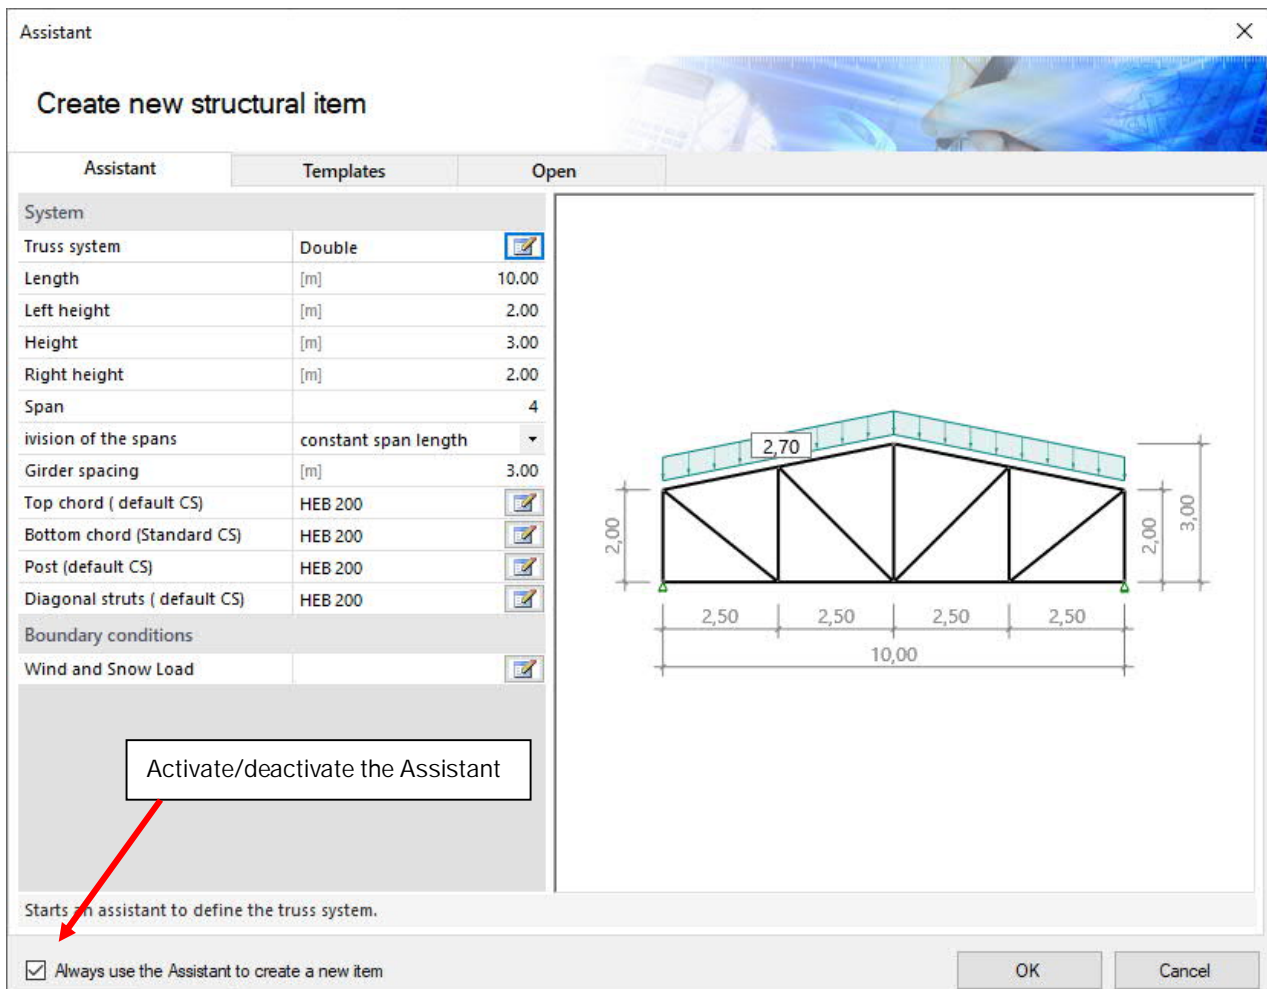 Assistant
Create new structural item
Assistant Templates Open
System
Truss system Double
Length [m] 10.00
Left height [m] 2.00
Height [m] 3.00
Right height [m] 2.00
Span 4
ivision of the spans constant span length
Girder spacing [m] 3.00
Top chord ( default CS) HEB 200
Bottom chord (Standard CS) HEB 200
Post (default CS) HEB 200
Diagonal struts ( default CS) HEB 200
Boundary conditions
Wind and Snow Load
2,70
2,00
2,00
3,00
2,50 2,50 2,50 2,50
10,00
Activate/deactivate the Assistant
Starts an assistant to define the truss system.
Always use the Assistant to create a new item
OK Cancel